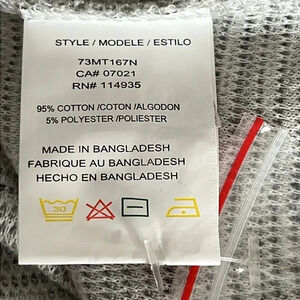 STYLE / MODELE / ESTILO
73MT167N
CA# 07021
RN# 114935
95% COTTON /COTON /ALGODON
5% POLYESTER /POLIESTER
MADE IN BANGLADESH
FABRIQUE AU BANGLADESH
HECHO EN BANGLADESH
30